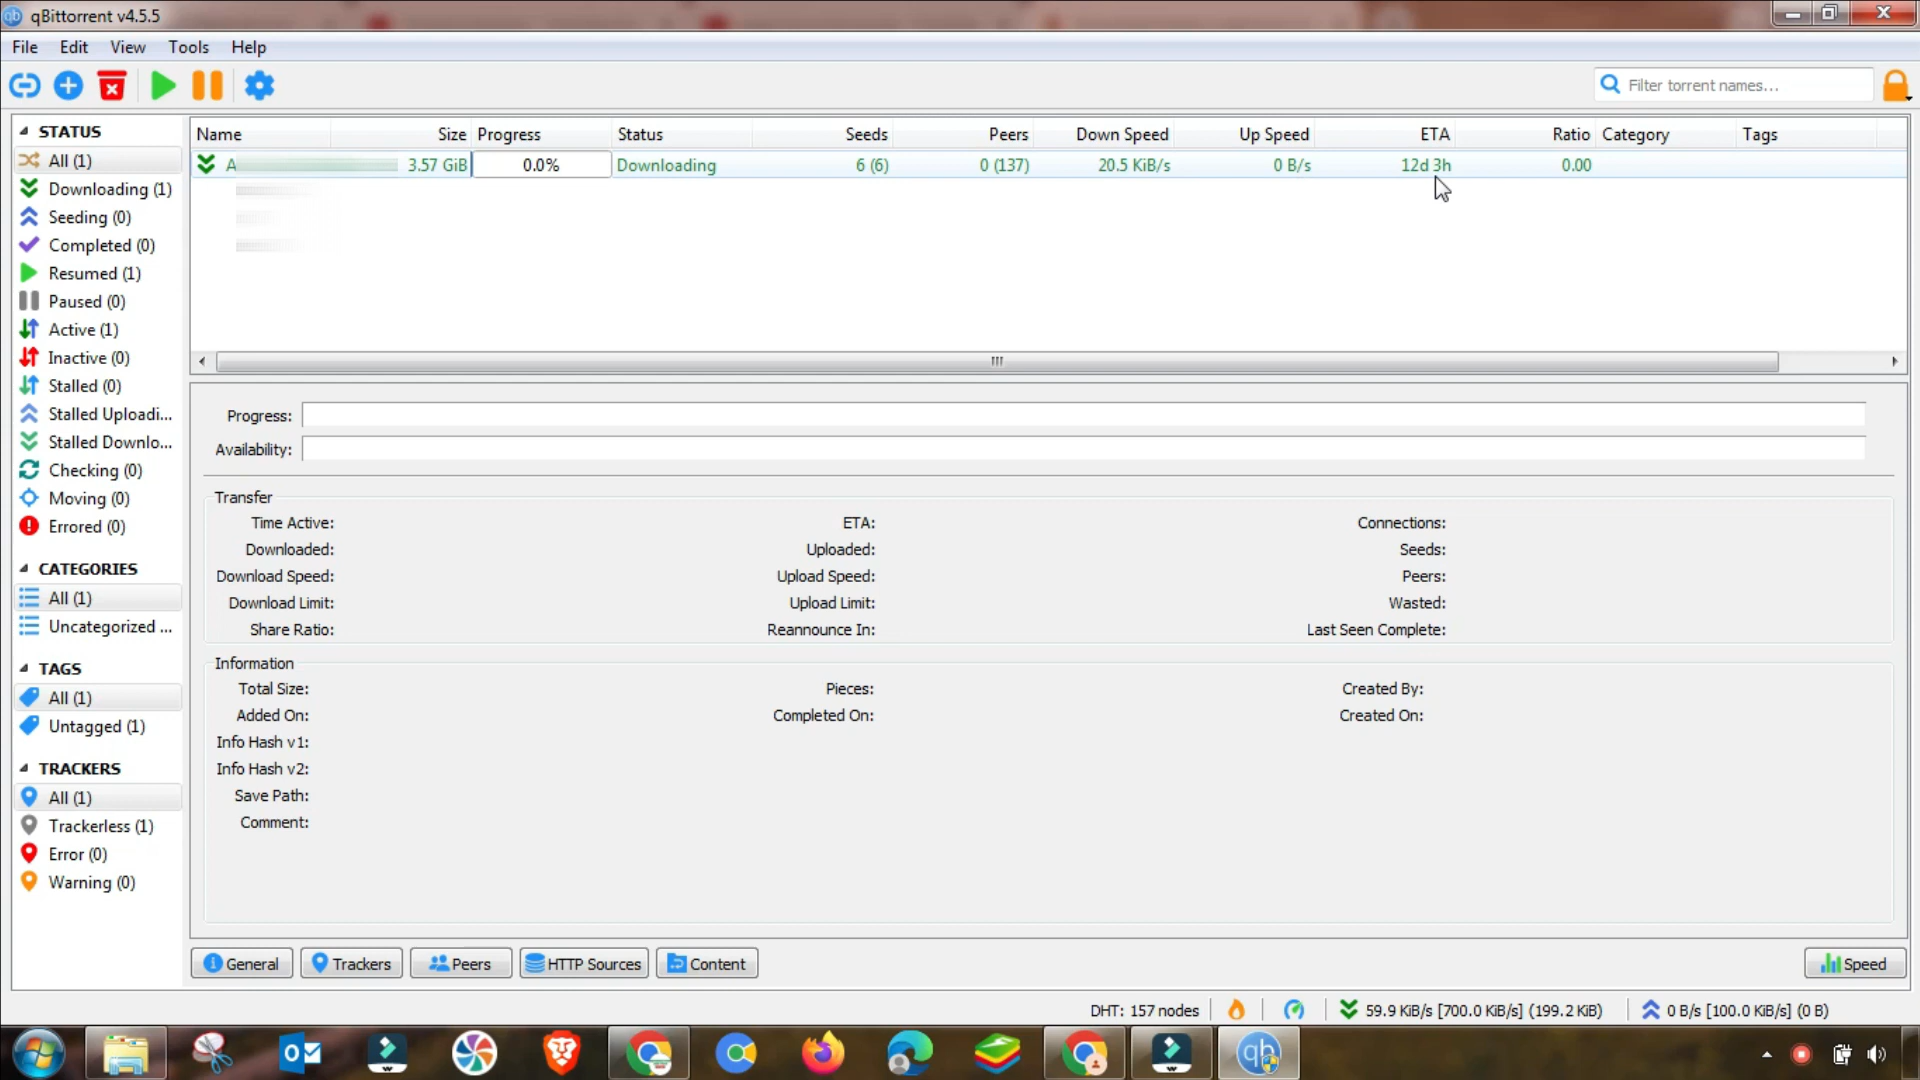 qBittorrent v4.5.5
File Edit View Tools Help
Filter torrent names...
STATUS
All (1)
Downloading (1)
Seeding (0)
Completed (0)
Resumed (1)
Paused (0)
Active (1)
Inactive (0)
Stalled (0)
Stalled Uploadi...
Stalled Downlo...
Checking (0)
Moving (0)
Errored (0)
CATEGORIES
All (1)
Uncategorized ...
TAGS
All (1)
Untagged (1)
TRACKERS
All (1)
Trackerless (1)
Error (0)
Warning (0)
Name Size Progress Status Seeds Peers Down Speed Up Speed ETA Ratio Category Tags
A 3.57 GiB 0.0% Downloading 6 (6) 0 (137) 20.5 KiB/s 0 B/s 12d 3h 0.00
Progress:
Availability:
Transfer
Time Active: ETA: Connections:
Downloaded: Uploaded: Seeds:
Download Speed: Upload Speed: Peers:
Download Limit: Upload Limit: Wasted:
Share Ratio: Reannounce In: Last Seen Complete:
Information
Total Size: Pieces: Created By:
Added On: Completed On: Created On:
Info Hash v1:
Info Hash v2:
Save Path:
Comment:
General Trackers Peers HTTP Sources Content Speed
DHT: 157 nodes 59.9 KiB/s [700.0 KiB/s] (199.2 KiB) 0 B/s [100.0 KiB/s] (0 B)